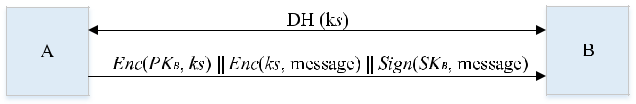 DH (ks)
A
B
Enc(PKB, ks) || Enc(ks, message) || Sign(SKB, message)